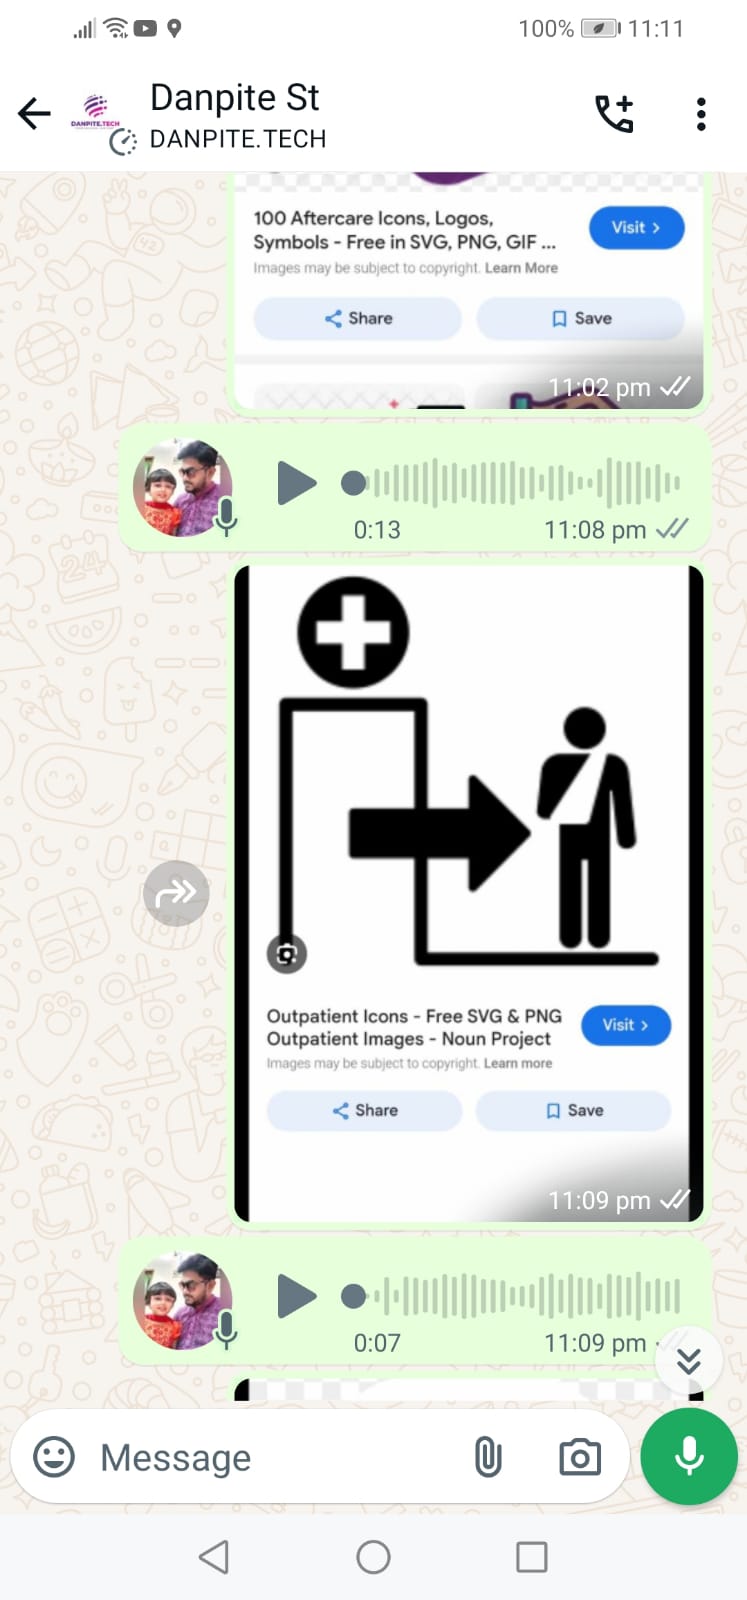 100% 11:11
Danpite St
DANPITE.TECH
DANPITE.TECH
100 Aftercare Icons, Logos,
Symbols - Free in SVG, PNG, GIF ...
Visit >
Images may be subject to copyright. Learn More
Share
Save
11:02 pm
0:13
11:08 pm
Outpatient Icons - Free SVG & PNG
Outpatient Images - Noun Project
Visit >
Images may be subject to copyright. Learn more
Share
Save
11:09 pm
0:07
11:09 pm
Message